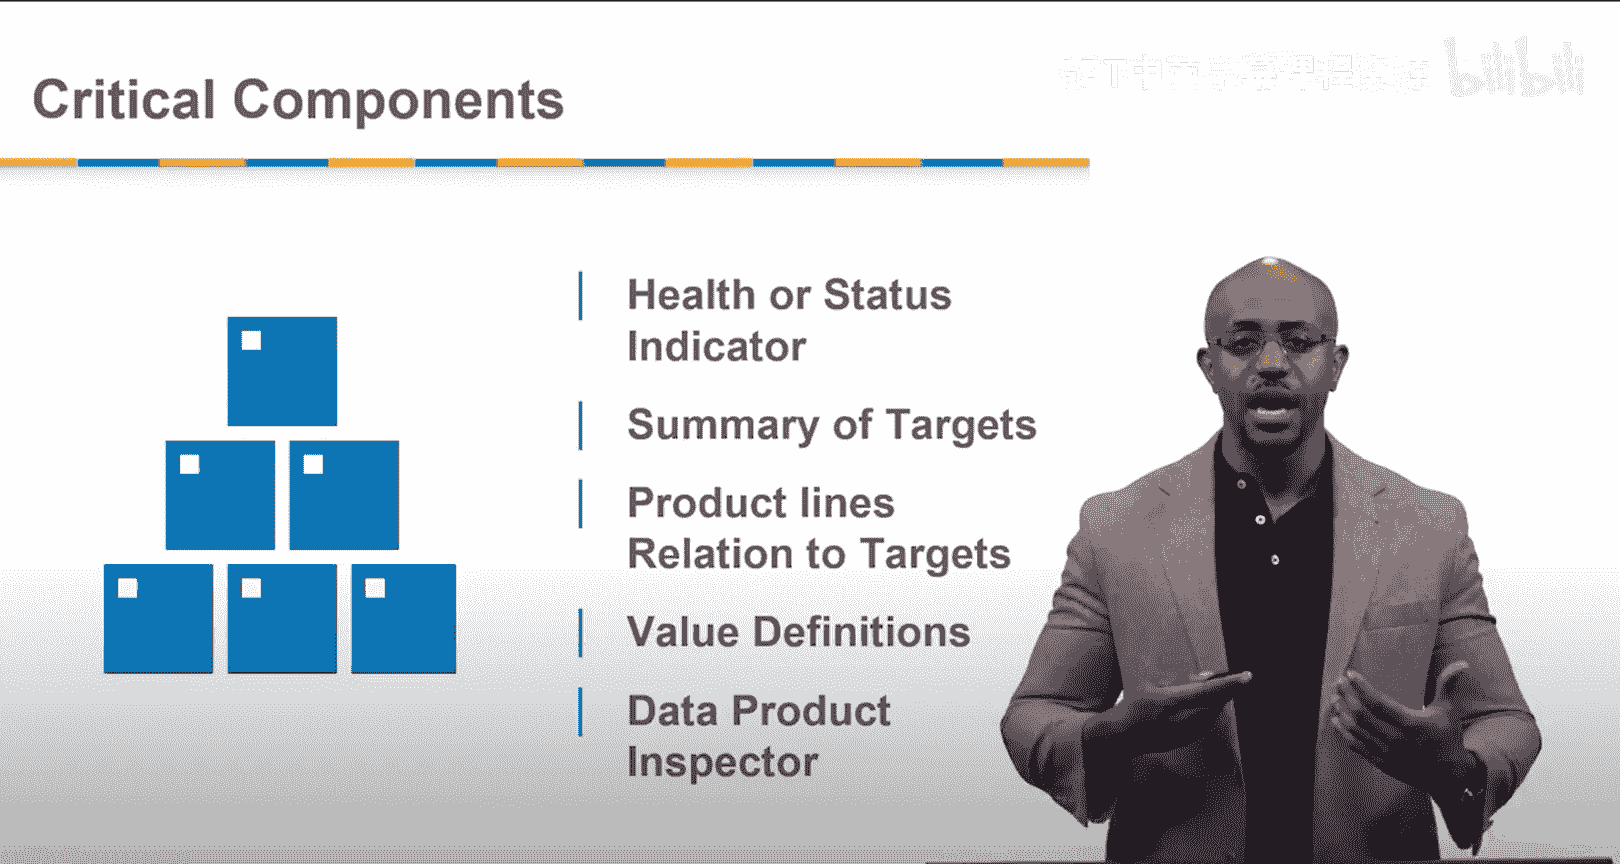 Critical Components
bilibili
Health or Status
Indicator
Summary of Targets
Product lines
Relation to Targets
Value Definitions
Data Product
Inspector